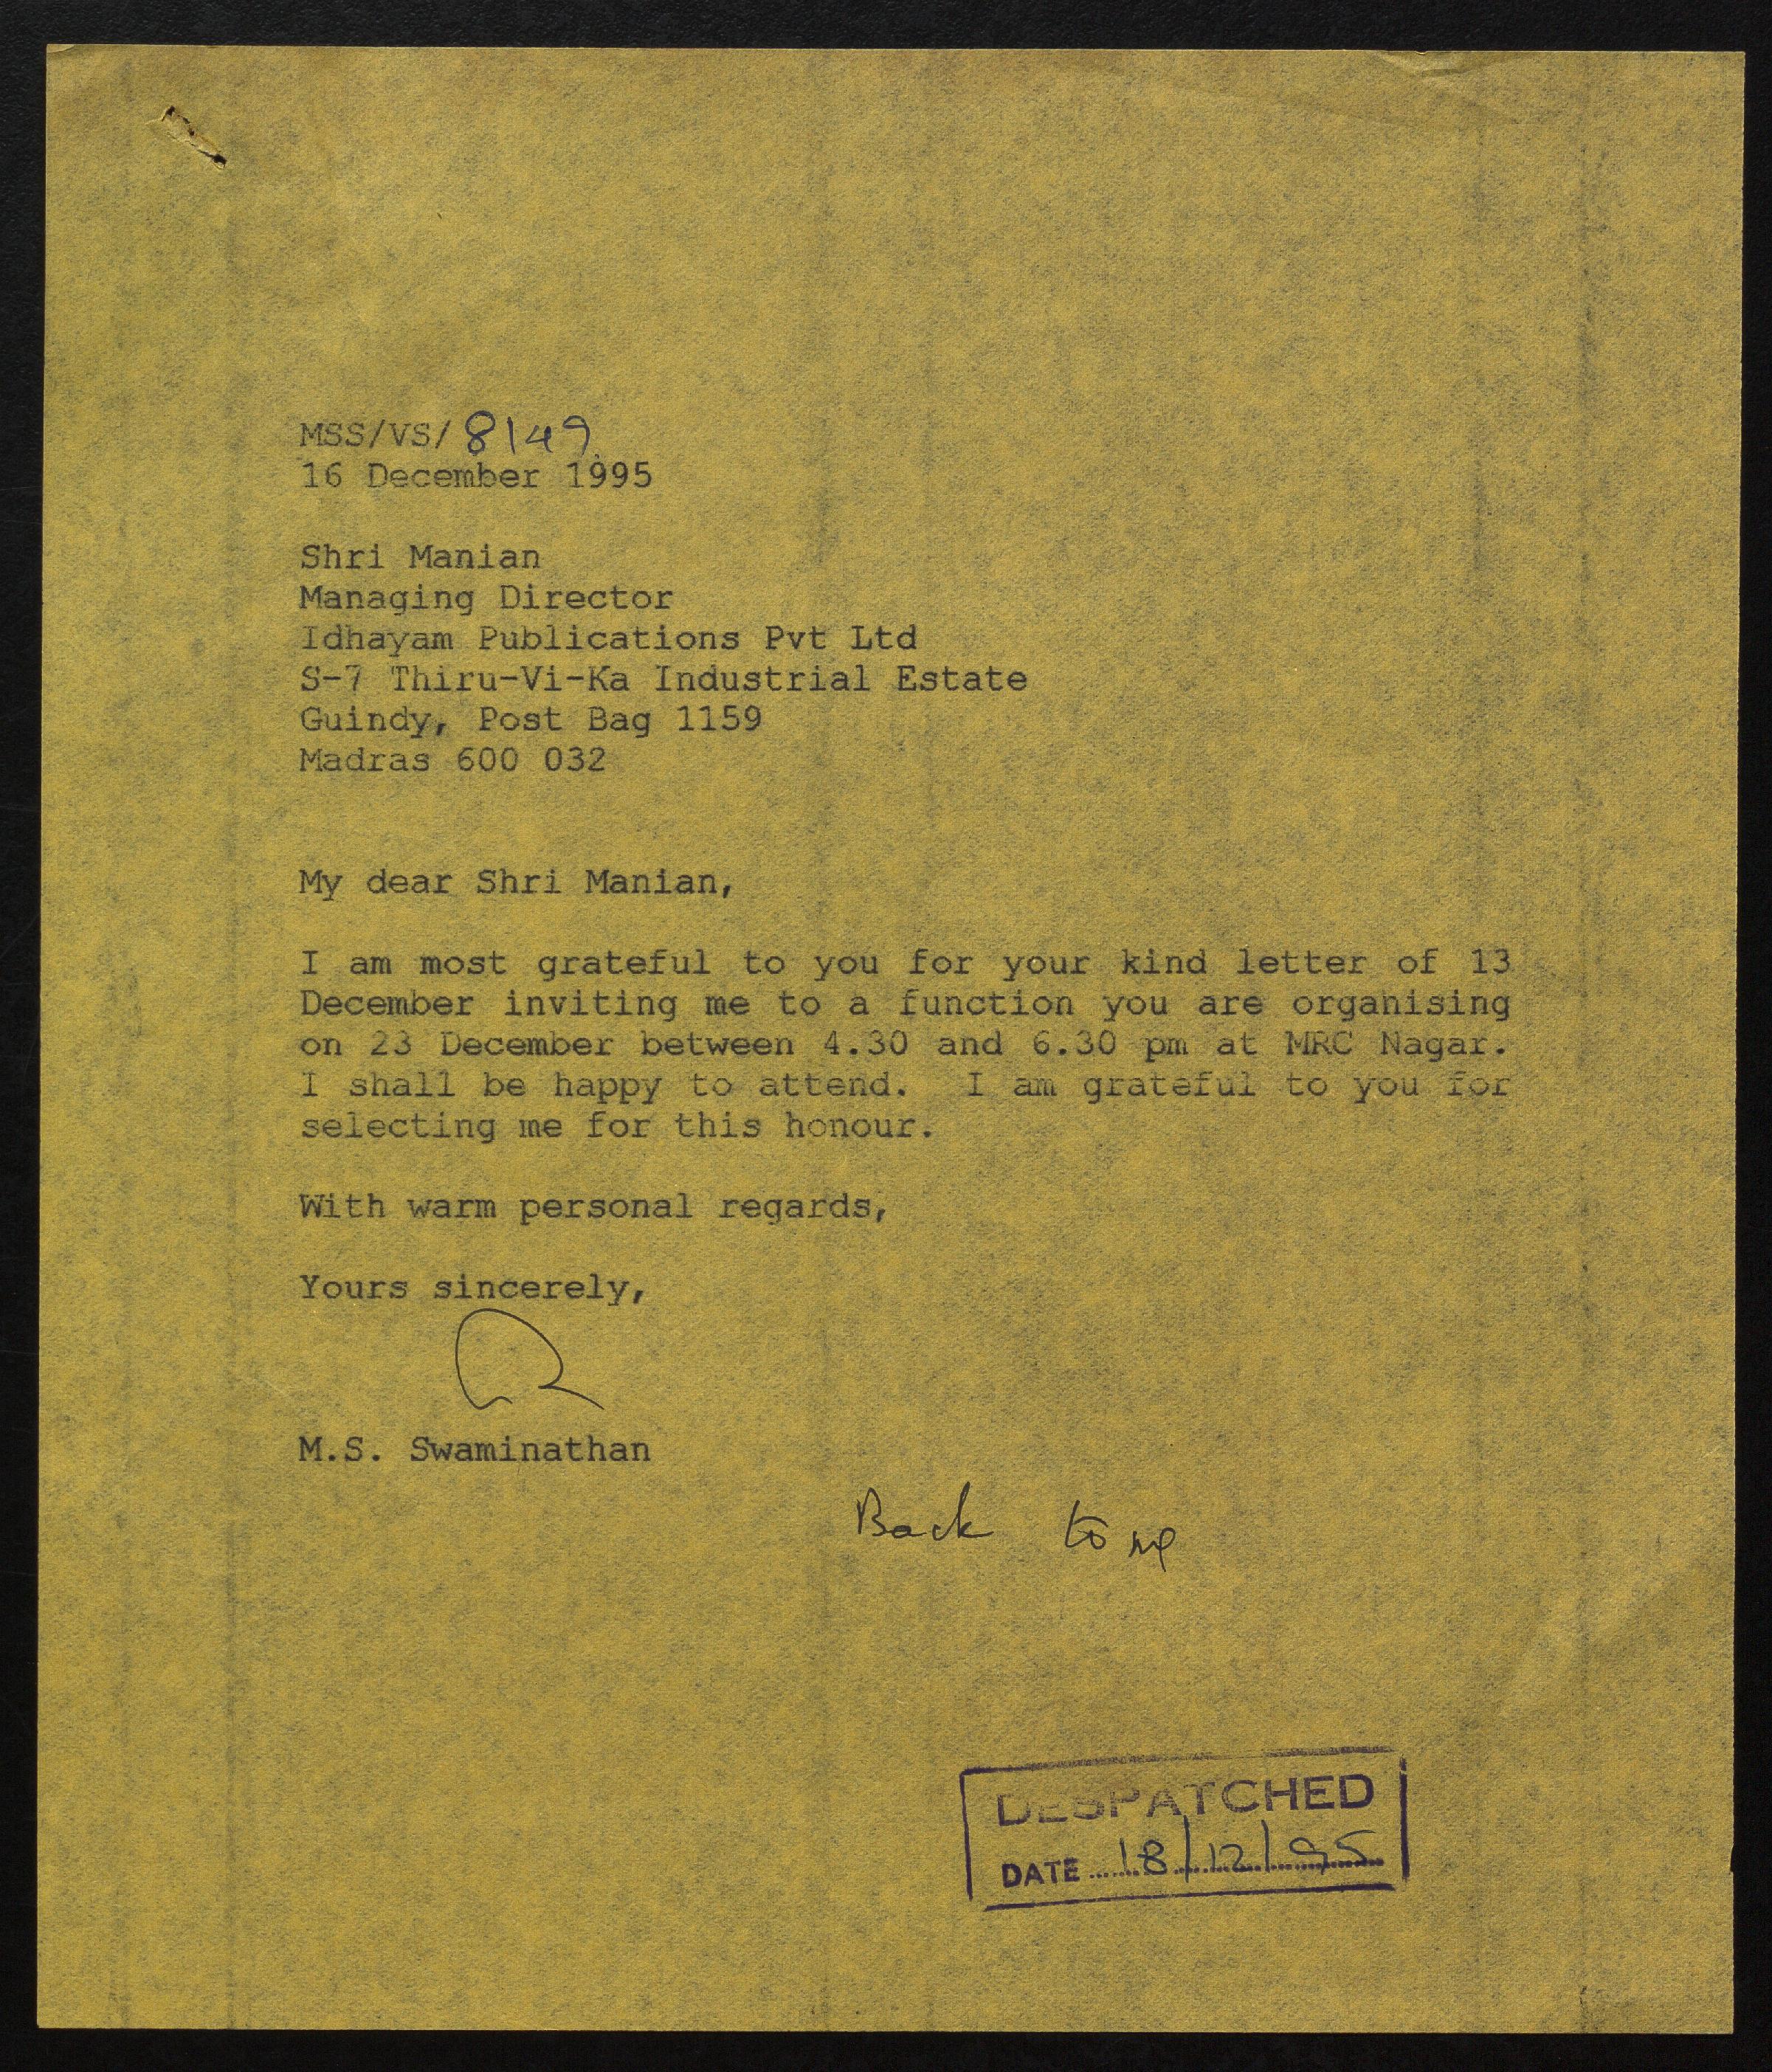 MSS/VS/8149
16 December 1995
Shri Manian
Managing Director
Idhayam Publications Pvt Ltd
S-7 Thiru-Vi-Ka Industrial Estate
Guindy, Post Bag 1159
Madras 600 032
My dear Shri Manian,
I am most grateful to you for your kind letter of 13
December inviting me to a function you are organising
on 23 December between 4.30 and 6.30 pm at MRC Nagar.
I shall be happy to attend. I am grateful to you for
selecting me for this honour.
With warm personal regards,
Yours sincerely,
M.S. Swaminathan
Back to me
DESPATCHED
DATE 18/12/95